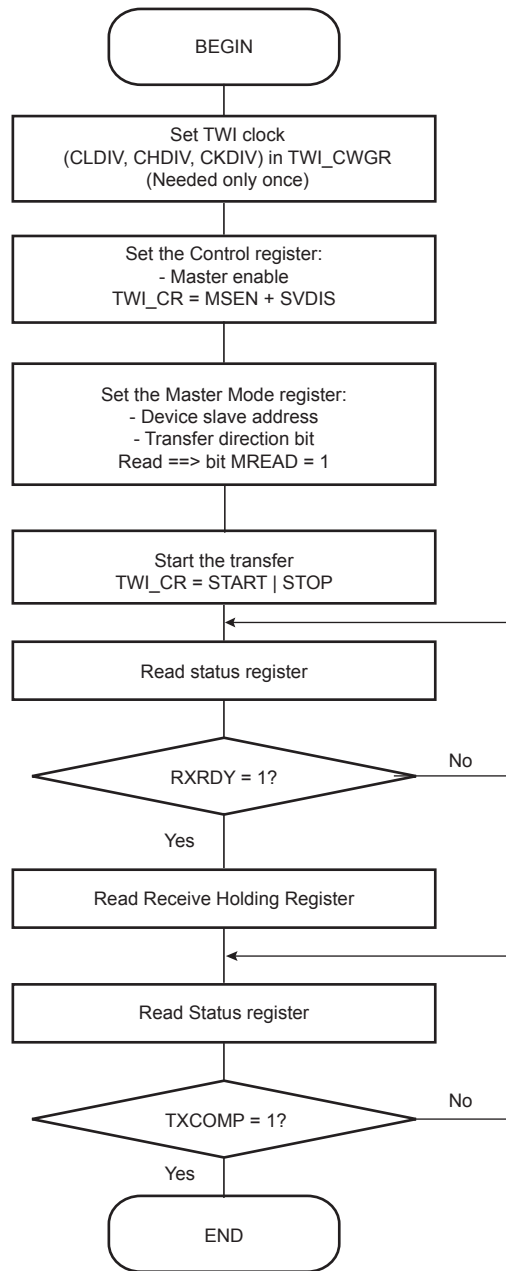 BEGIN
Set TWI clock
(CLDIV, CHDIV, CKDIV) in TWI_CWGR
(Needed only once)
Set the Control register:
- Master enable
TWI_CR = MSEN + SVDIS
Set the Master Mode register:
- Device slave address
- Transfer direction bit
Read ==> bit MREAD = 1
Start the transfer
TWI_CR = START | STOP
Read status register
RXRDY = 1?
No
Yes
Read Receive Holding Register
Read Status register
TXCOMP = 1?
No
Yes
END